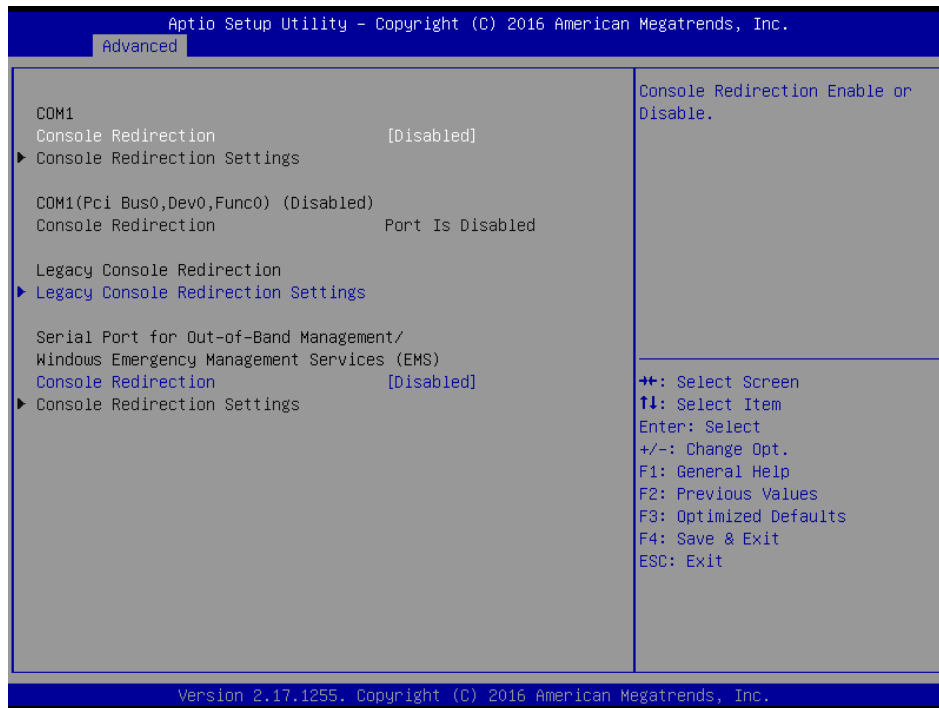 Aptio Setup Utility – Copyright (C) 2016 American Megatrends, Inc.
Advanced
COM1
Console Redirection [Disabled]
▶ Console Redirection Settings
COM1(Pci Bus0,Dev0,Func0) (Disabled)
Console Redirection Port Is Disabled
Legacy Console Redirection
▶ Legacy Console Redirection Settings
Serial Port for Out-of-Band Management/
Windows Emergency Management Services (EMS)
Console Redirection [Disabled]
▶ Console Redirection Settings
Console Redirection Enable or
Disable.
→←: Select Screen
↑↓: Select Item
Enter: Select
+/-: Change Opt.
F1: General Help
F2: Previous Values
F3: Optimized Defaults
F4: Save & Exit
ESC: Exit
Version 2.17.1255. Copyright (C) 2016 American Megatrends, Inc.